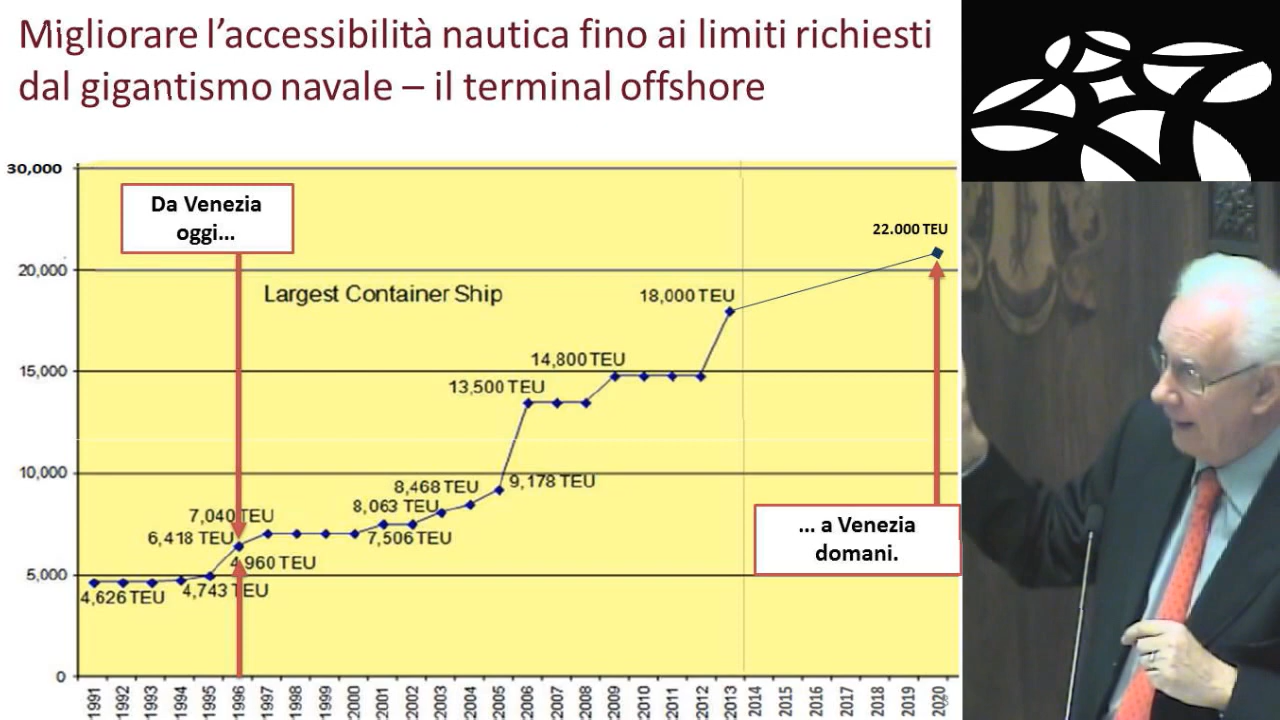 Migliorare l'accessibilità nautica fino ai limiti richiesti
dal gigantismo navale – il terminal offshore
30,000
Da Venezia
oggi...
22.000 TEU
20,000
Largest Container Ship
18,000 TEU
14,800 TEU
15,000
13,500 TEU
10,000
9,178 TEU
8,468 TEU
8,063 TEU
7,040 TEU
7,506 TEU
6,418 TEU
... a Venezia
domani.
4,960 TEU
5,000
4,743 TEU
4,626 TEU
0
1991 1992 1993 1994 1995 1996 1997 1998 1999 2000 2001 2002 2003 2004 2005 2006 2007 2008 2009 2010 2011 2012 2013 2014 2015 2016 2017 2018 2019 2020